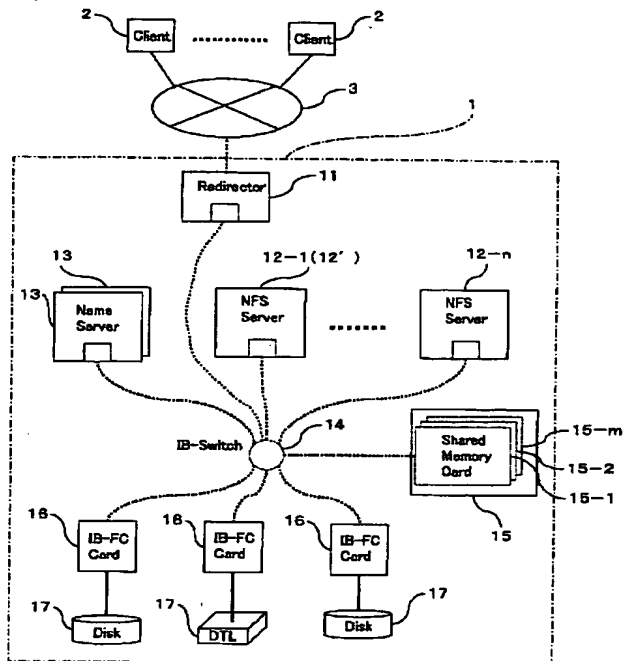 2
Client
Client
2
3
1
Redirector
11
13
13
Name
Server
12-1(12')
NFS
Server
12-n
NFS
Server
IB-Switch
14
Shared
Memory
Card
15-m
15-2
15-1
15
16
IB-FC
Card
16
IB-FC
Card
16
IB-FC
Card
17
Disk
17
DTL
17
Disk